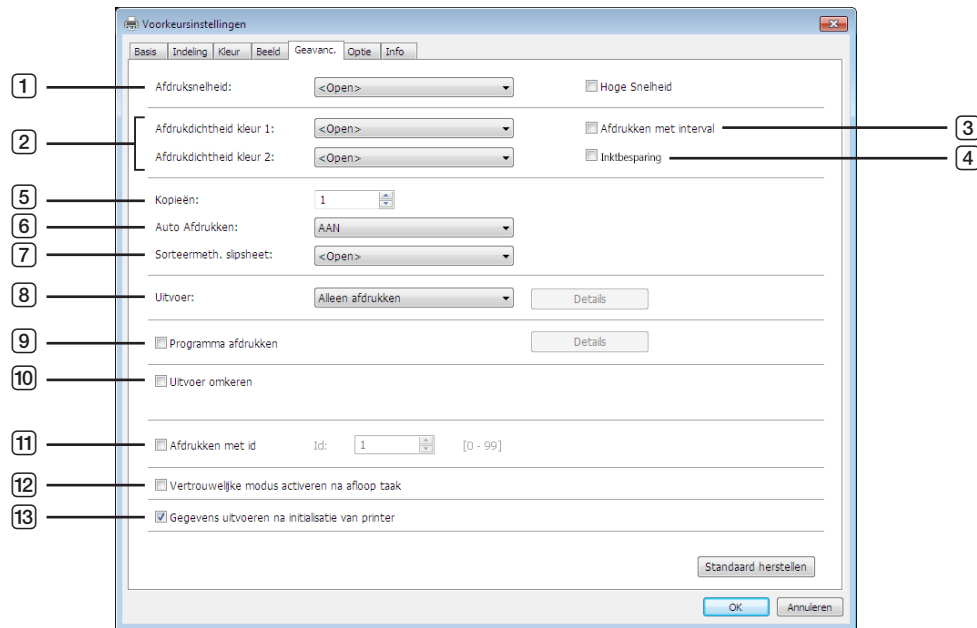 Voorkeursinstellingen
Basis Indeling Kleur Beeld Geavanc. Optie Info
1 Afdruksnelheid: <Open> Hoge Snelheid
2 Afdrukdichtheid kleur 1: <Open> Afdrukken met interval 3
Afdrukdichtheid kleur 2: <Open> Inktbesparing 4
5 Kopieën: 1
6 Auto Afdrukken: AAN
7 Sorteermeth. slipsheet: <Open>
8 Uitvoer: Alleen afdrukken Details
9 Programma afdrukken Details
10 Uitvoer omkeren
11 Afdrukken met id Id: 1 [0 - 99]
12 Vertrouwelijke modus activeren na afloop taak
13 Gegevens uitvoeren na initialisatie van printer
Standaard herstellen
OK Annuleren